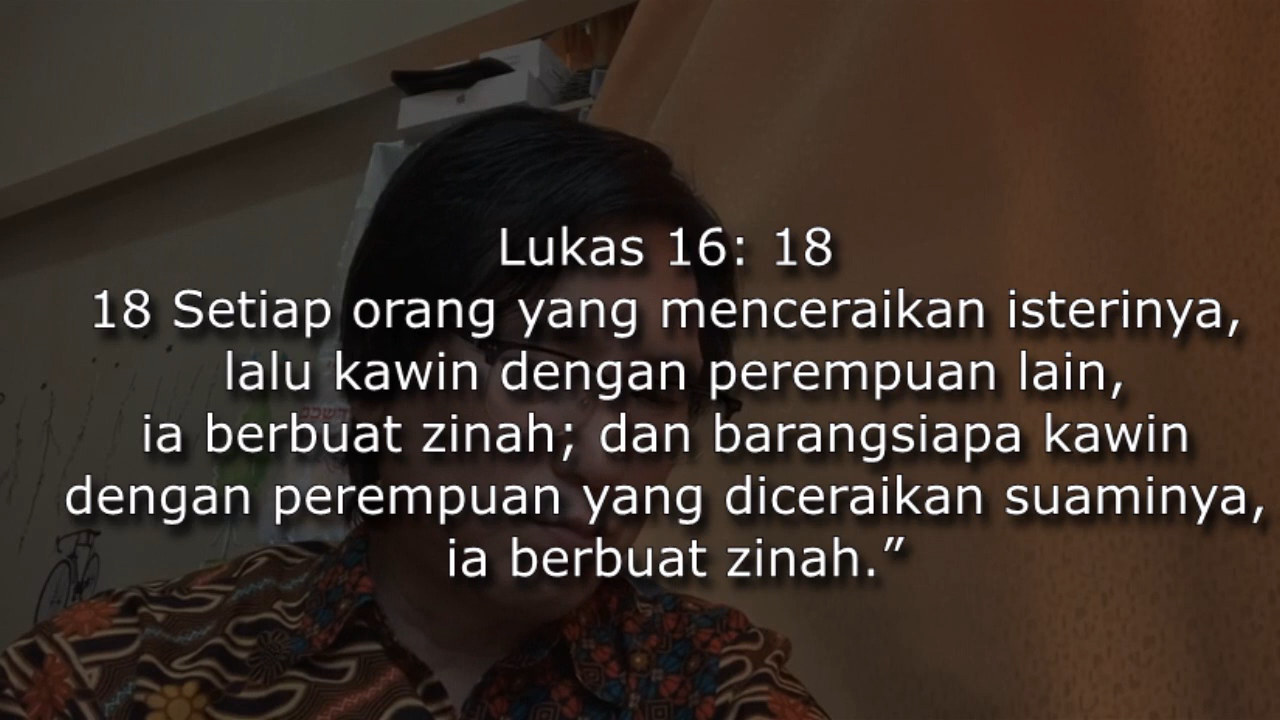 Lukas 16: 18
18 Setiap orang yang menceraikan isterinya,
lalu kawin dengan perempuan lain,
ia berbuat zinah; dan barangsiapa kawin
dengan perempuan yang diceraikan suaminya,
ia berbuat zinah.”